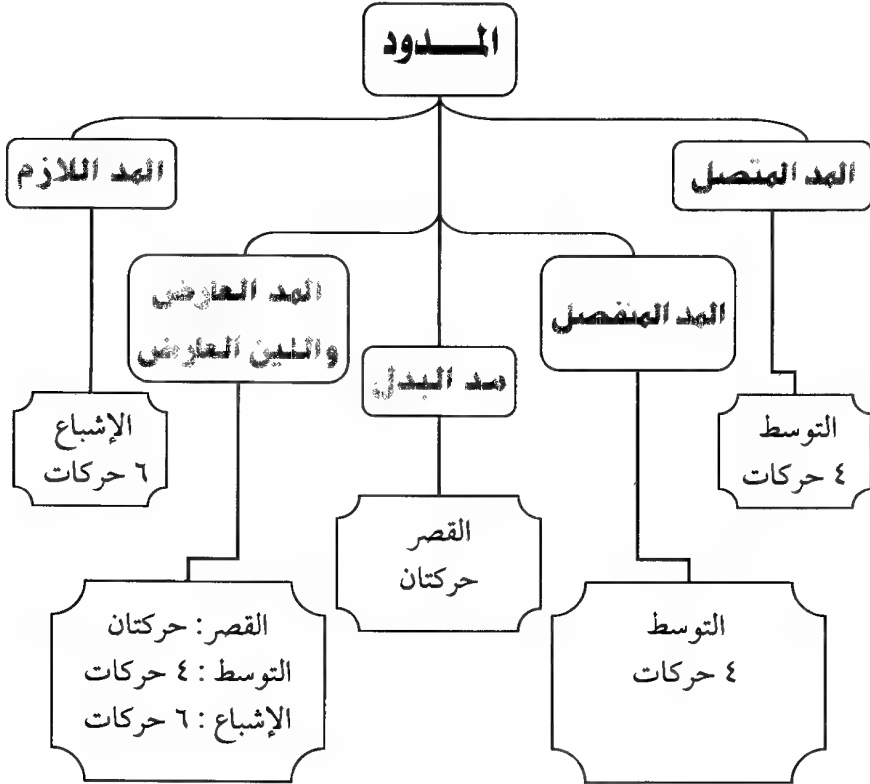 المدود
المد المتصل
المد اللازم
المد المنفصل
المد العارض
واللين العارض
مد البدل
التوسط
٤ حركات
الإشباع
٦ حركات
القصر
حركتان
التوسط
٤ حركات
القصر : حركتان
التوسط : ٤ حركات
الإشباع : ٦ حركات